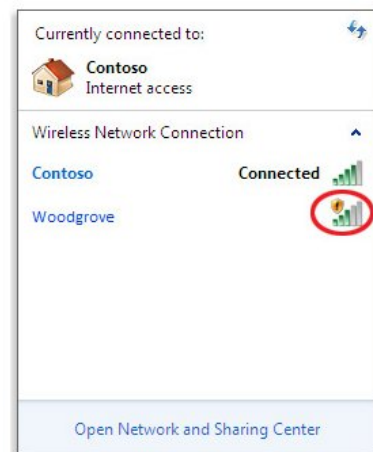 Currently connected to:
Contoso
Internet access
Wireless Network Connection
Contoso Connected
Woodgrove
Open Network and Sharing Center